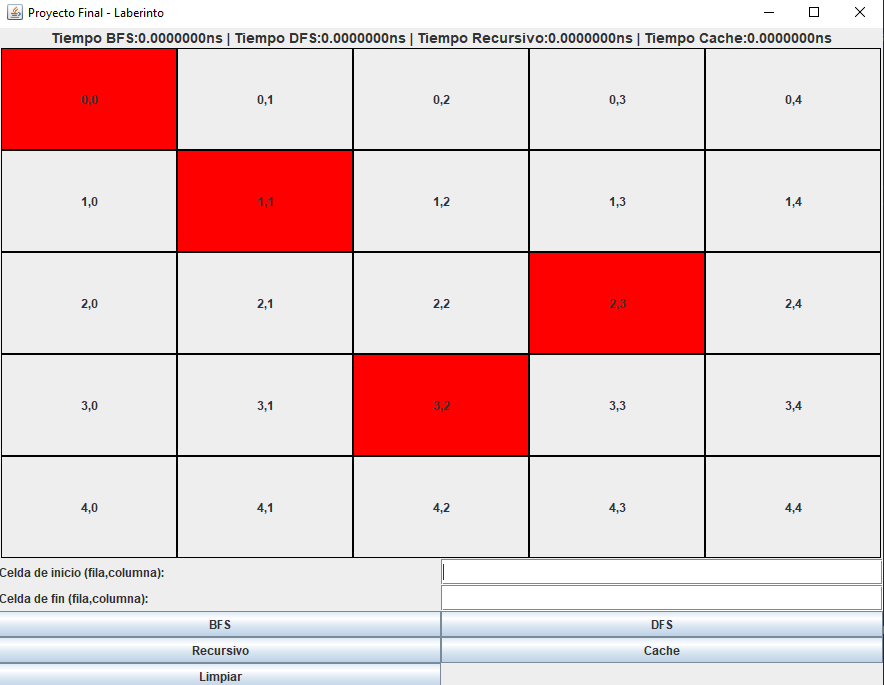 Proyecto Final - Laberinto
Tiempo BFS:0.0000000ns | Tiempo DFS:0.0000000ns | Tiempo Recursivo:0.0000000ns | Tiempo Cache:0.0000000ns
0,0 0,1 0,2 0,3 0,4
1,0 1,1 1,2 1,3 1,4
2,0 2,1 2,2 2,3 2,4
3,0 3,1 3,2 3,3 3,4
4,0 4,1 4,2 4,3 4,4
Celda de inicio (fila,columna):
Celda de fin (fila,columna):
BFS DFS
Recursivo Cache
Limpiar